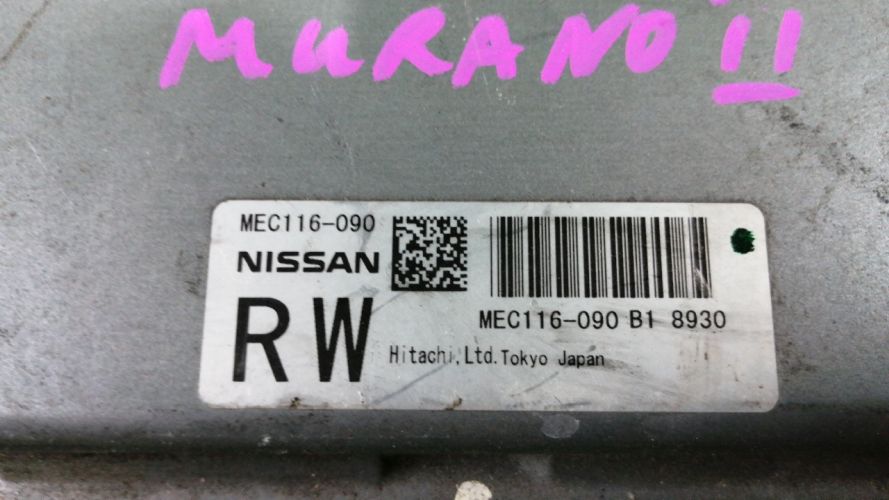 MURANO II
MEC116-090
NISSAN
RW
MEC116-090 B1 8930
Hitachi,Ltd.Tokyo Japan